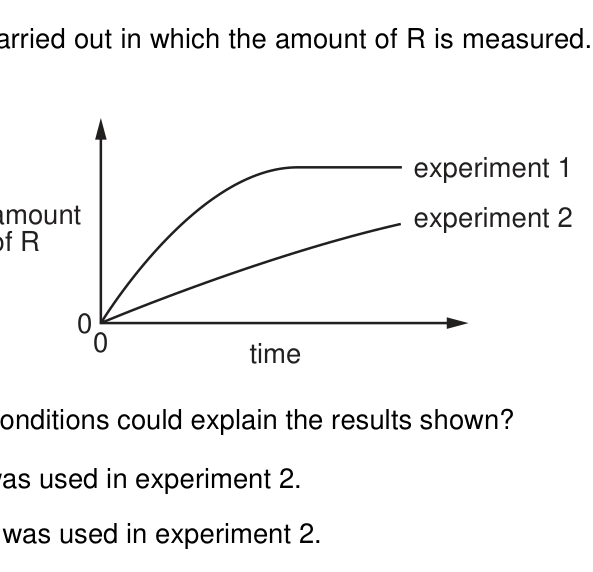 arried out in which the amount of R is measured.
experiment 1
amount
of R
experiment 2
0
0
time
onditions could explain the results shown?
was used in experiment 2.
was used in experiment 2.